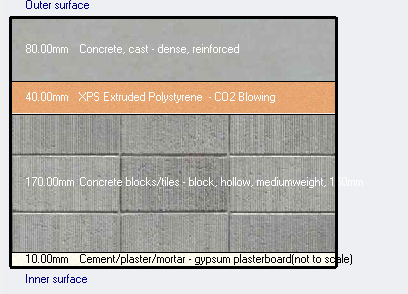 Outer surface
80.00mm Concrete, cast - dense, reinforced
40.00mm XPS Extruded Polystyrene - CO2 Blowing
170.00mm Concrete blocks/tiles - block, hollow, mediumweight,
10.00mm Cement/plaster/mortar - gypsum plasterboard(not to scale)
Inner surface